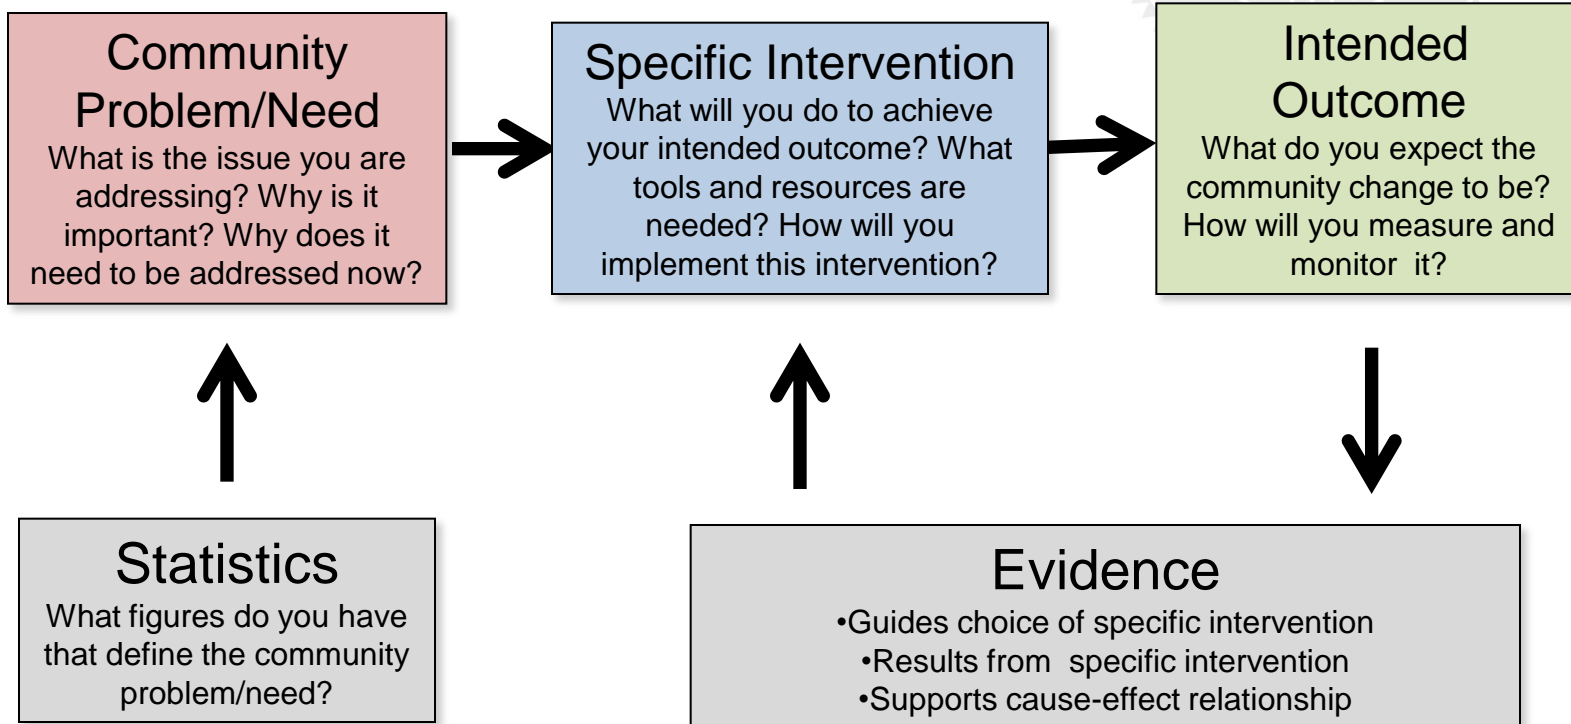 Community
Problem/Need
What is the issue you are
addressing? Why is it
important? Why does it
need to be addressed now?
Specific Intervention
What will you do to achieve
your intended outcome? What
tools and resources are
needed? How will you
implement this intervention?
Intended
Outcome
What do you expect the
community change to be?
How will you measure and
monitor it?
Statistics
What figures do you have
that define the community
problem/need?
Evidence
•Guides choice of specific intervention
•Results from specific intervention
•Supports cause-effect relationship